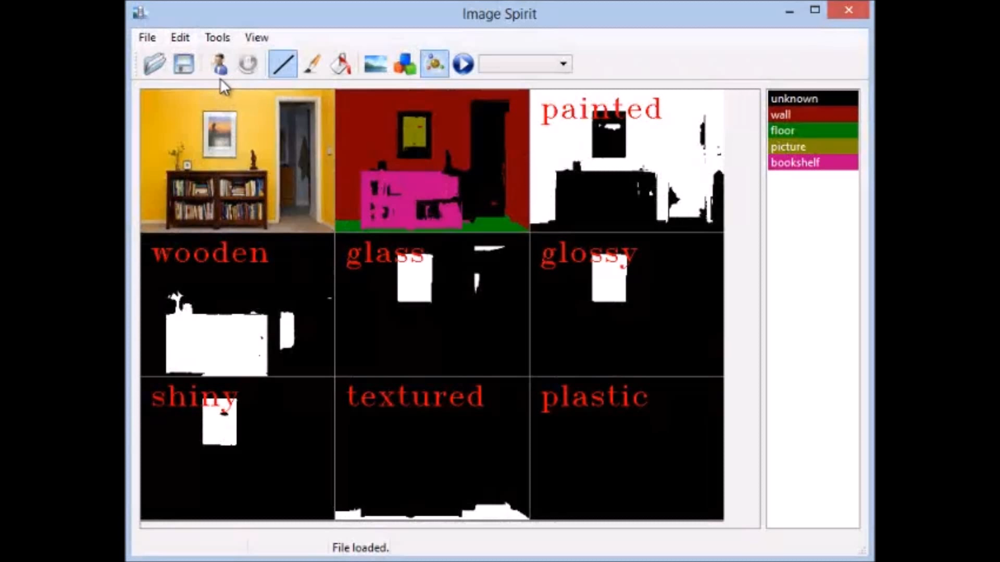 Image Spirit
File Edit Tools View
painted
wooden
glass
glossy
shiny
textured
plastic
unknown
wall
floor
picture
bookshelf
File loaded.